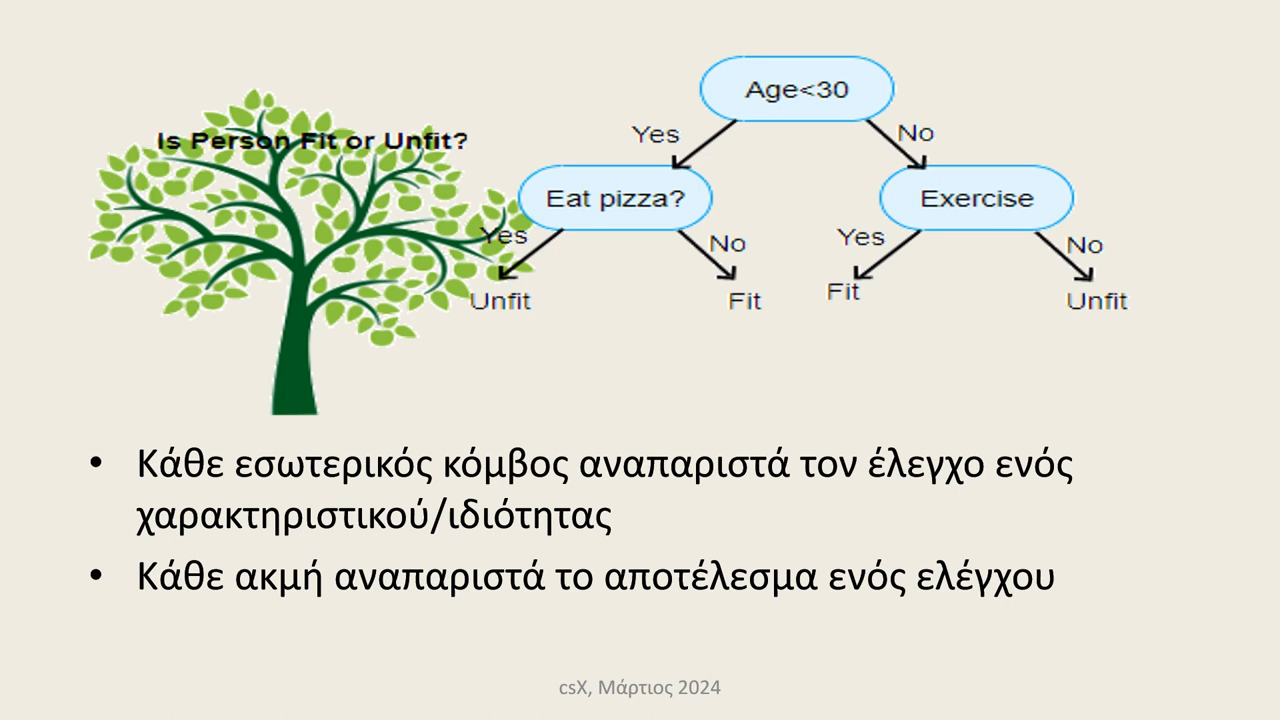 Is Person Fit or Unfit?
Age<30
Yes
No
Eat pizza?
Exercise
Yes
No
Yes
No
Unfit
Fit
Fit
Unfit
• Κάθε εσωτερικός κόμβος αναπαριστά τον έλεγχο ενός
χαρακτηριστικού/ιδιότητας
• Κάθε ακμή αναπαριστά το αποτέλεσμα ενός ελέγχου
csX, Μάρτιος 2024